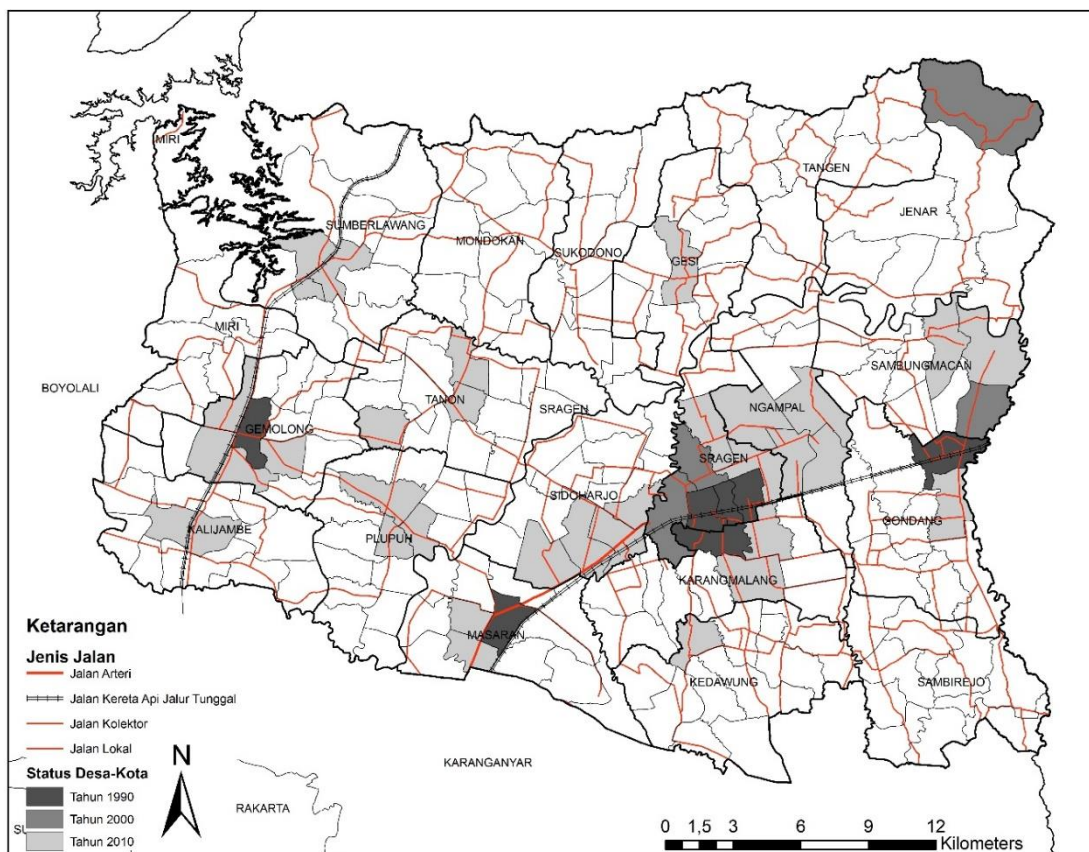 MIRI
TANGEN
JENAR
SUMBERLAWANG
MONDOKAN
SUKODONO
GESI
MIRI
SAMBUNGMACAN
BOYOLALI
TANON
SRAGEN
NGAMPAL
GEMOLONG
SRAGEN
SIDOHARJO
KALIJAMBE
PLUPUH
GONDANG
KARANGMALANG
MASARAN
KEDAWUNG
SAMBIREJO
KARANGANYAR
RAKARTA
SU
Ketarangan
Jenis Jalan
Jalan Arteri
Jalan Kereta Api Jalur Tunggal
Jalan Kolektor
Jalan Lokal
Status Desa-Kota
Tahun 1990
Tahun 2000
Tahun 2010
N
0 1,5 3 6 9 12
Kilometers